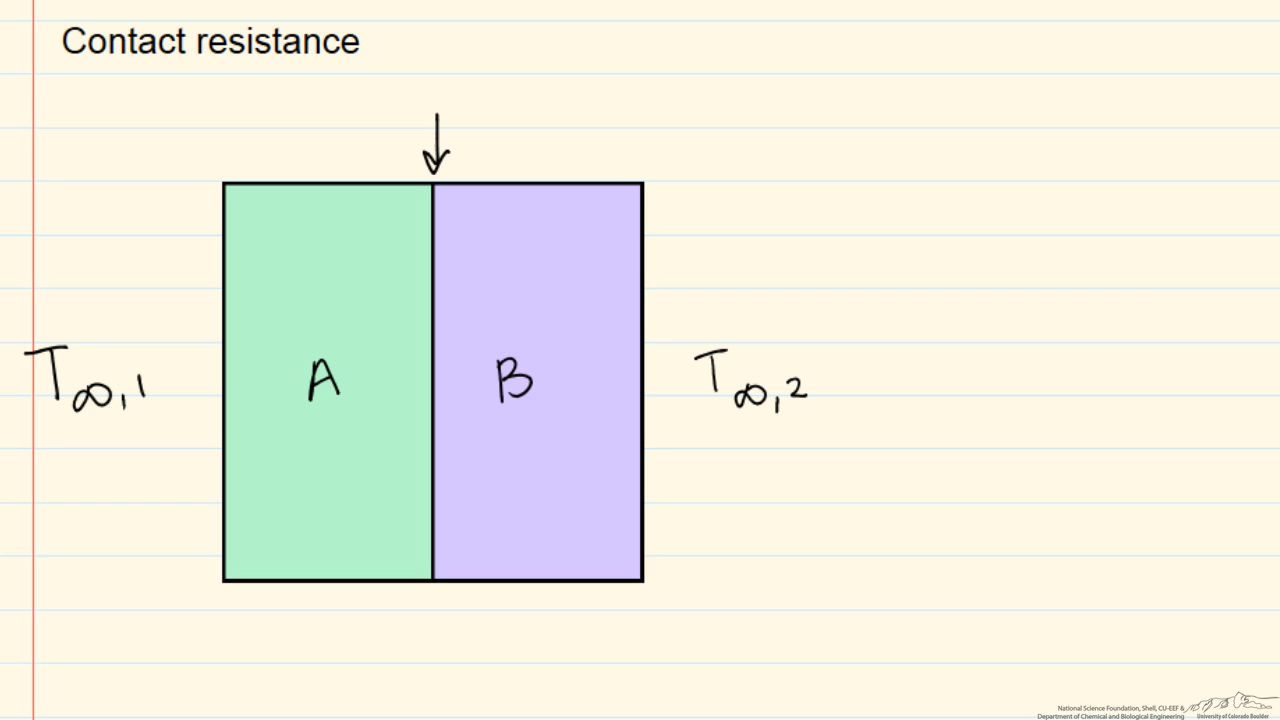 Contact resistance
T∞,1
A
B
T∞,2
National Science Foundation, Shell, CU-EEF &
Department of Chemical and Biological Engineering
University of Colorado Boulder